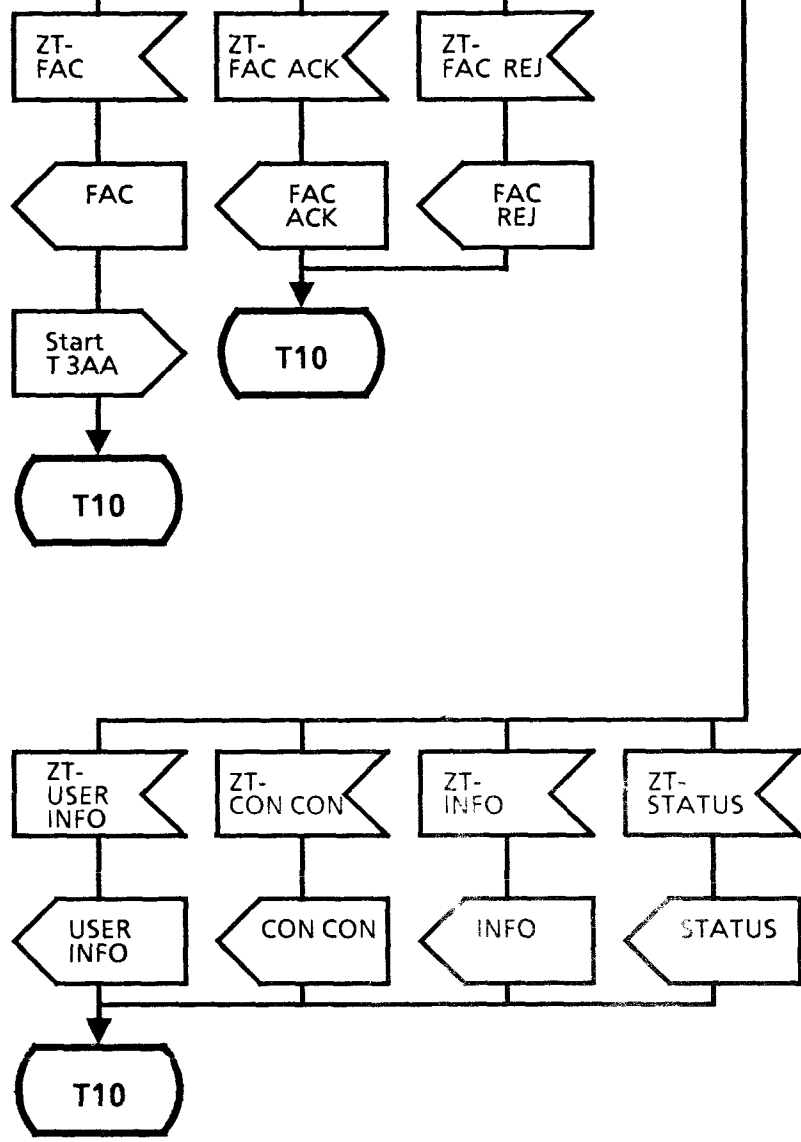 ZT-
FAC
ZT-
FAC ACK
ZT-
FAC REJ
FAC
FAC
ACK
FAC
REJ
Start
T 3AA
T10
T10
ZT-
USER
INFO
ZT-
CON CON
ZT-
INFO
ZT-
STATUS
USER
INFO
CON CON
INFO
STATUS
T10